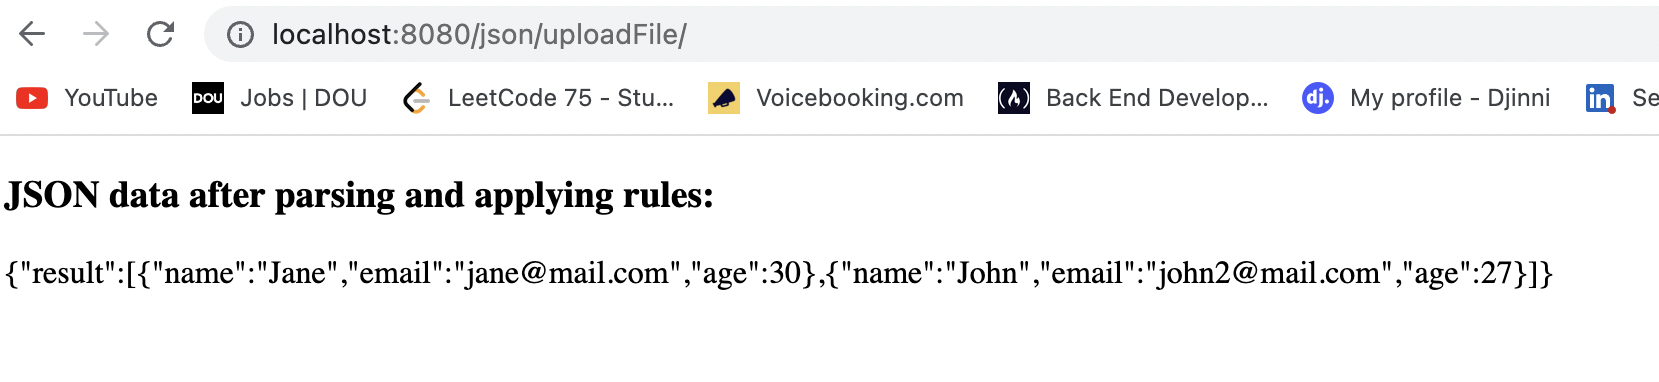 localhost:8080/json/uploadFile/
YouTube DOU Jobs | DOU LeetCode 75 - Stu... Voicebooking.com Back End Develop... dj. My profile - Djinni in Se
JSON data after parsing and applying rules:
{"result":[{"name":"Jane","email":"jane@mail.com","age":30},{"name":"John","email":"john2@mail.com","age":27}]}